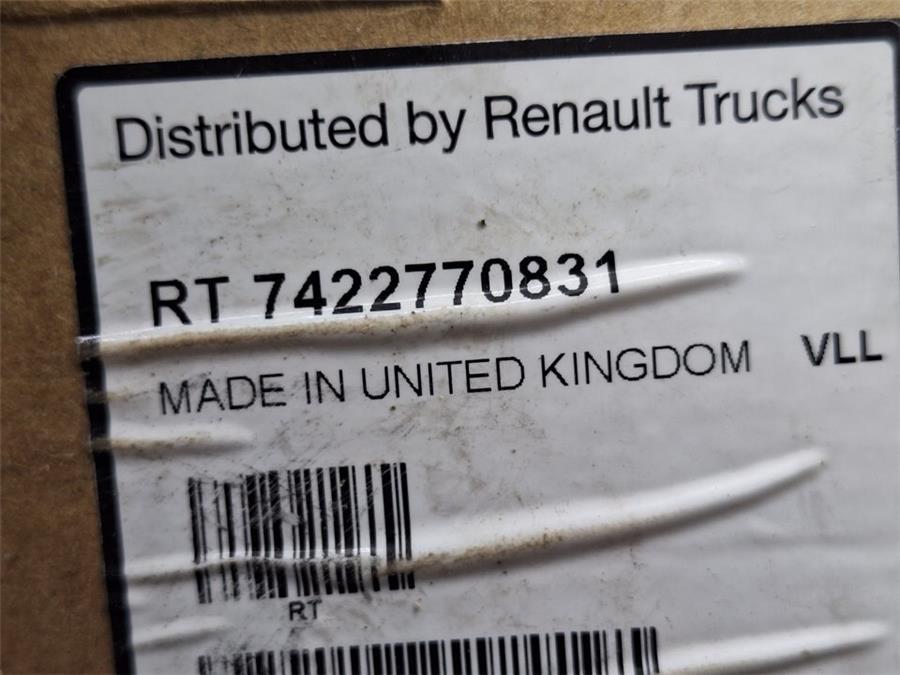 Distributed by Renault Trucks
RT 7422770831
MADE IN UNITED KINGDOM VLL
RT